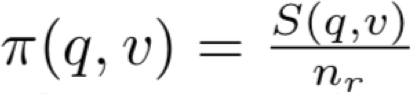 π(q, v) = S(q,v) / n_r